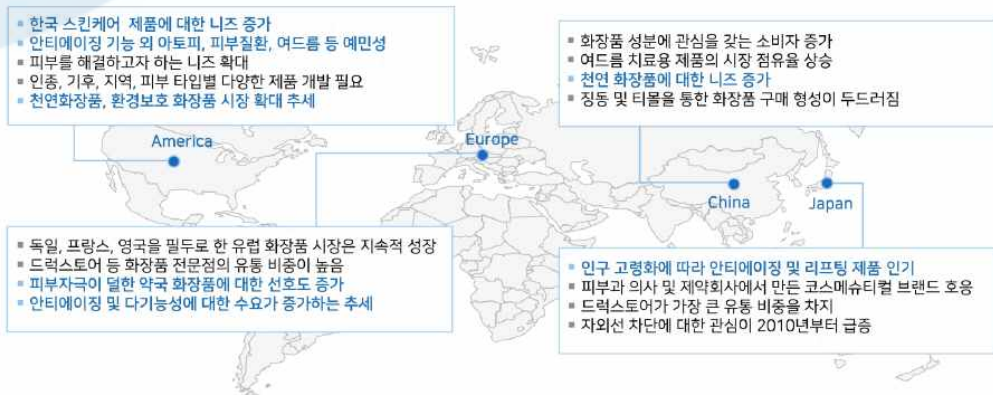 ▪ 한국 스킨케어 제품에 대한 니즈 증가
▪ 안티에이징 기능 외 아토피, 피부질환, 여드름 등 예민성
▪ 피부를 해결하고자 하는 니즈 확대
▪ 인종, 기후, 지역, 피부 타입별 다양한 제품 개발 필요
▪ 천연화장품, 환경보호 화장품 시장 확대 추세
▪ 화장품 성분에 관심을 갖는 소비자 증가
▪ 여드름 치료용 제품의 시장 점유율 상승
▪ 천연 화장품에 대한 니즈 증가
▪ 징동 및 티몰을 통한 화장품 구매 형성이 두드러짐
America
Europe
China
Japan
▪ 독일, 프랑스, 영국을 필두로 한 유럽 화장품 시장은 지속적 성장
▪ 드럭스토어 등 화장품 전문점의 유통 비중이 높음
▪ 피부자극이 덜한 약국 화장품에 대한 선호도 증가
▪ 안티에이징 및 다기능성에 대한 수요가 증가하는 추세
▪ 인구 고령화에 따라 안티에이징 및 리프팅 제품 인기
▪ 피부과 의사 및 제약회사에서 만든 코스메슈티컬 브랜드 호응
▪ 드럭스토어가 가장 큰 유통 비중을 차지
▪ 자외선 차단에 대한 관심이 2010년부터 급증